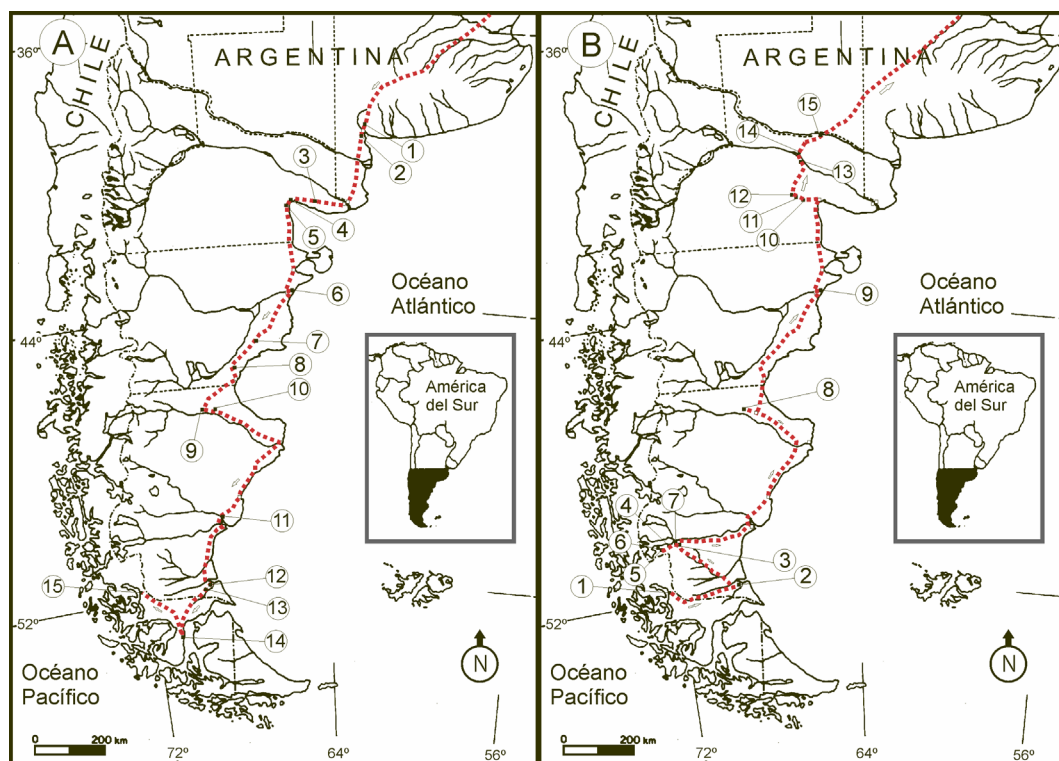 A
36º
CHILE
ARGENTINA
1
2
3
4
5
6
Océano
Atlántico
7
44º
8
10
9
América
del Sur
11
12
15
13
52º
14
N
Océano
Pacífico
0
200 km
72º
64º
56º
B
36º
CHILE
ARGENTINA
15
14
13
12
11
10
9
Océano
Atlántico
44º
8
América
del Sur
4
7
6
3
5
2
1
52º
N
Océano
Pacífico
0
200 km
72º
64º
56º